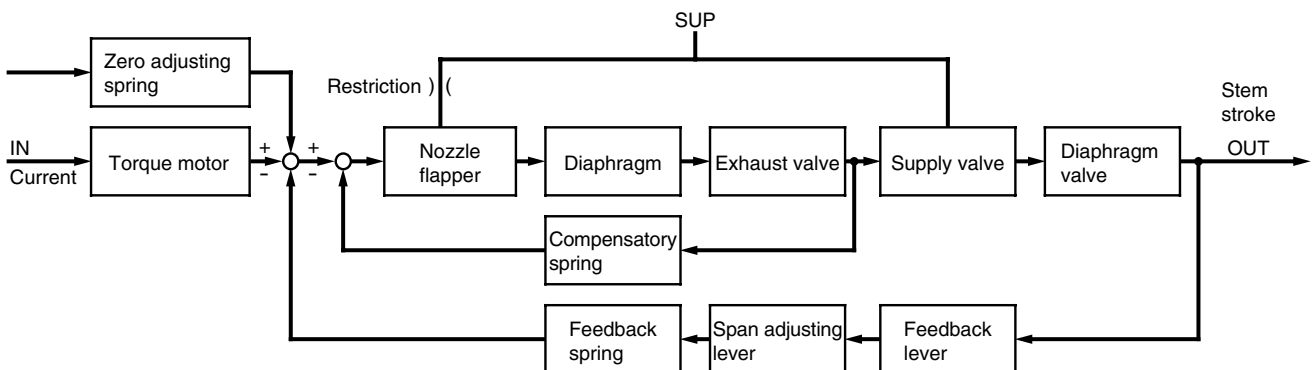 SUP
Zero adjusting
spring
Restriction ) (
Stem
stroke
IN
Current
Torque motor
+
-
+
-
Nozzle
flapper
Diaphragm
Exhaust valve
Supply valve
Diaphragm
valve
OUT
Compensatory
spring
Feedback
spring
Span adjusting
lever
Feedback
lever